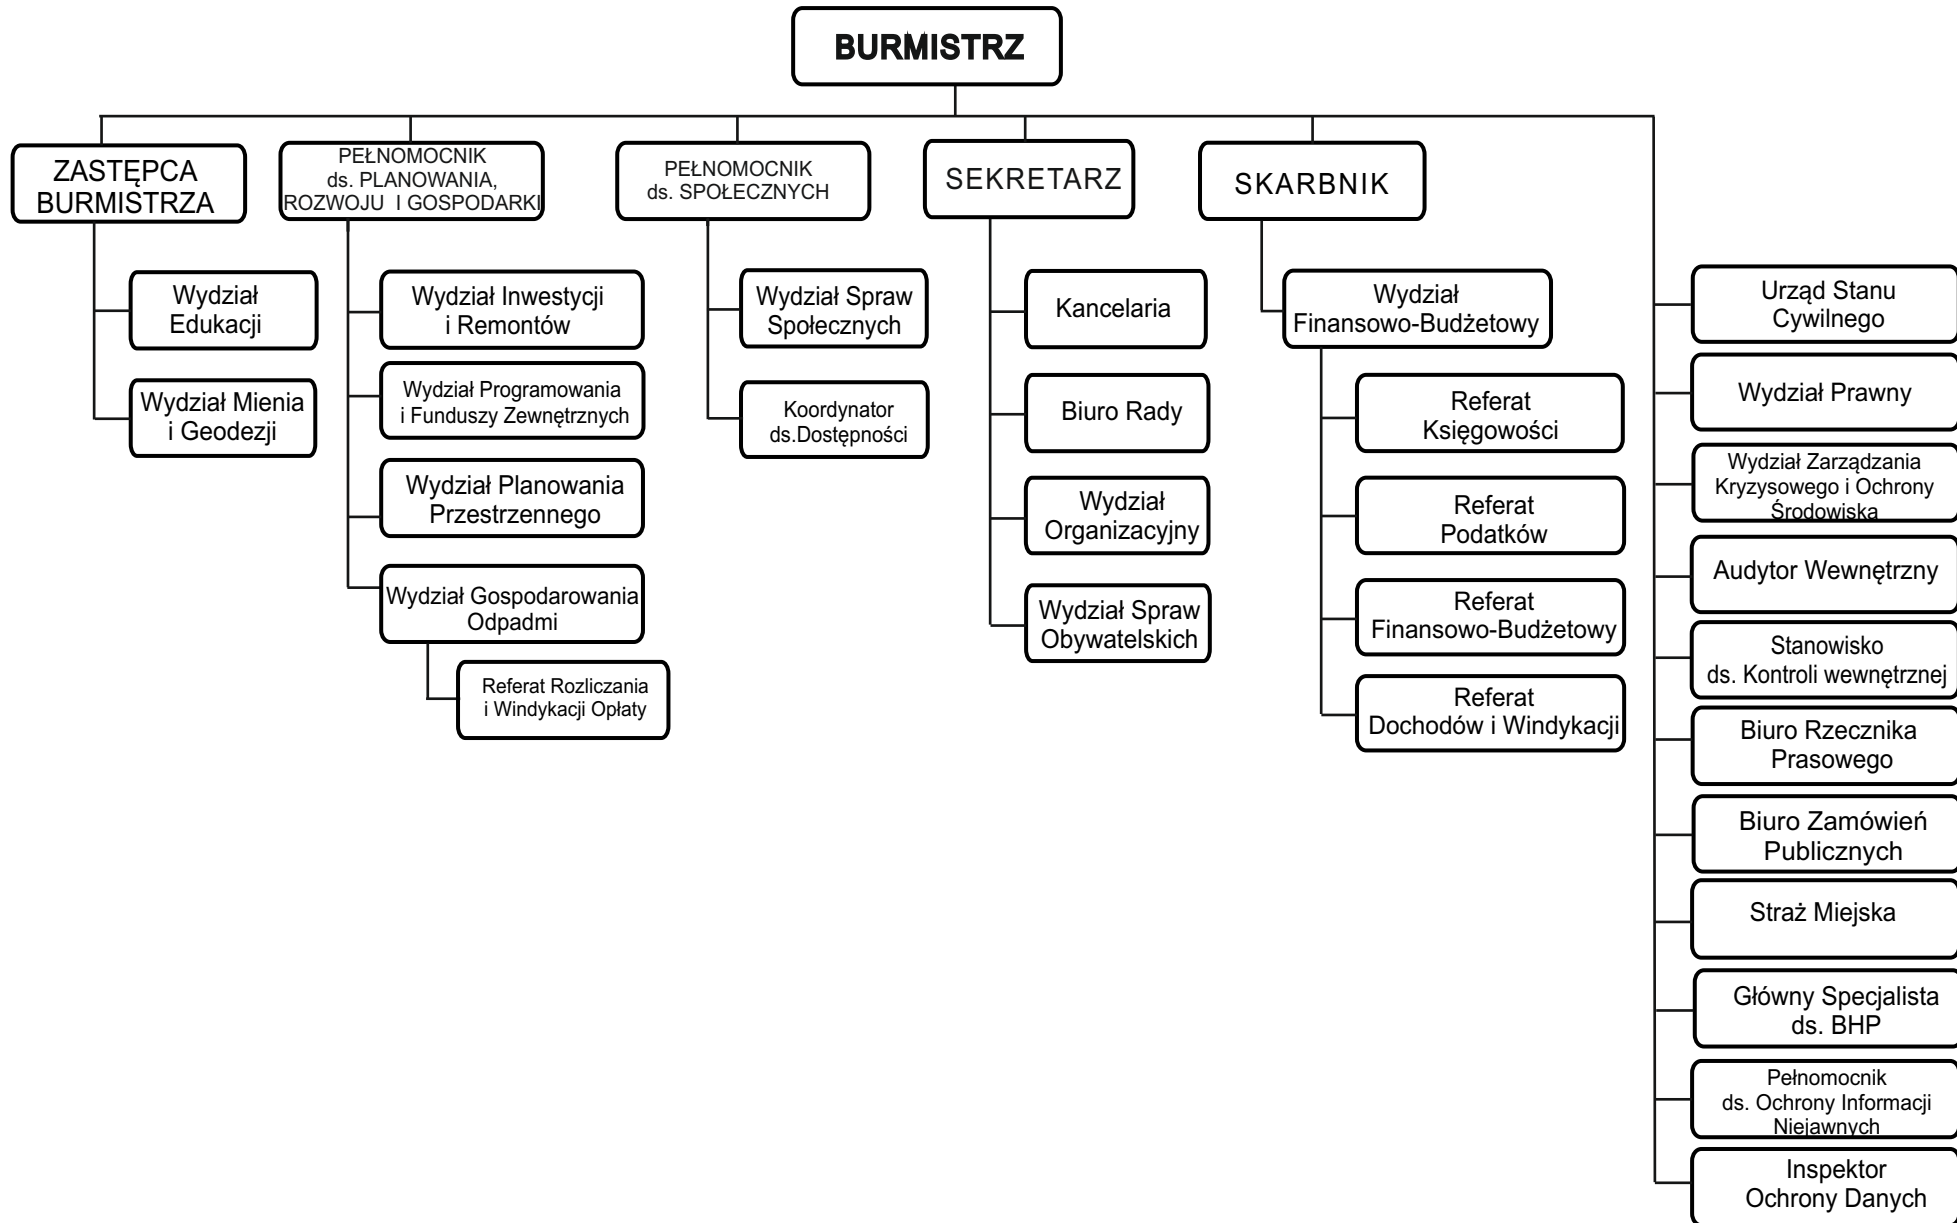 BURMISTRZ
ZASTĘPCA
BURMISTRZA
PEŁNOMOCNIK
ds. PLANOWANIA,
ROZWOJU I GOSPODARKI
PEŁNOMOCNIK
ds. SPOŁECZNYCH
SEKRETARZ
SKARBNIK
Wydział
Edukacji
Wydział Mienia
i Geodezji
Wydział Inwestycji
i Remontów
Wydział Programowania
i Funduszy Zewnętrznych
Wydział Planowania
Przestrzennego
Wydział Gospodarowania
Odpadmi
Referat Rozliczania
i Windykacji Opłaty
Wydział Spraw
Społecznych
Koordynator
ds.Dostępności
Kancelaria
Biuro Rady
Wydział
Organizacyjny
Wydział Spraw
Obywatelskich
Wydział
Finansowo-Budżetowy
Referat
Księgowości
Referat
Podatków
Referat
Finansowo-Budżetowy
Referat
Dochodów i Windykacji
Urząd Stanu
Cywilnego
Wydział Prawny
Wydział Zarządzania
Kryzysowego i Ochrony
Środowiska
Audytor Wewnętrzny
Stanowisko
ds. Kontroli wewnętrznej
Biuro Rzecznika
Prasowego
Biuro Zamówień
Publicznych
Straż Miejska
Główny Specjalista
ds. BHP
Pełnomocnik
ds. Ochrony Informacji
Niejawnych
Inspektor
Ochrony Danych